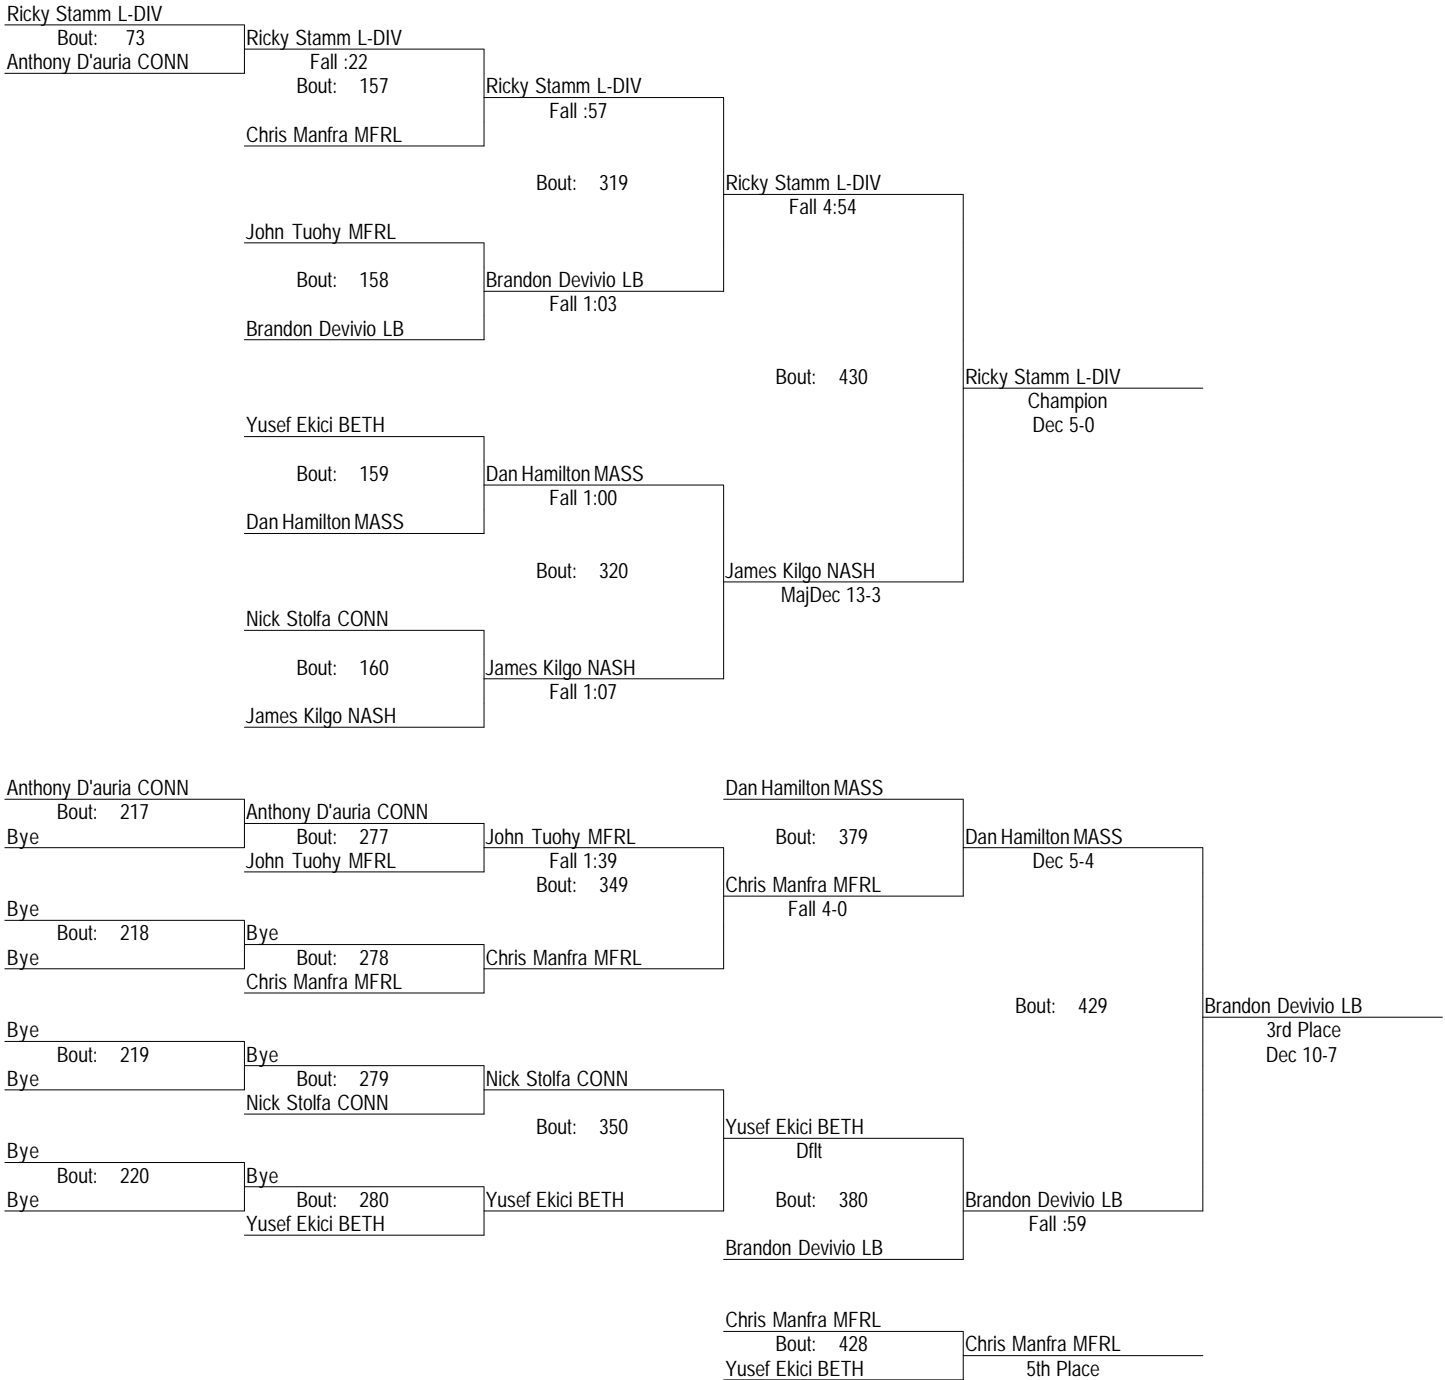 Ricky Stamm L-DIV
Bout: 73
Ricky Stamm L-DIV
Anthony D'auria CONN
Fall :22
Bout: 157
Ricky Stamm L-DIV
Fall :57
Chris Manfra MFRL
Bout: 319
Ricky Stamm L-DIV
Fall 4:54
John Tuohy MFRL
Bout: 158
Brandon Devivio LB
Fall 1:03
Brandon Devivio LB
Bout: 430
Ricky Stamm L-DIV
Champion
Dec 5-0
Yusef Ekici BETH
Bout: 159
Dan Hamilton MASS
Fall 1:00
Dan Hamilton MASS
Bout: 320
James Kilgo NASH
MajDec 13-3
Nick Stolfa CONN
Bout: 160
James Kilgo NASH
Fall 1:07
James Kilgo NASH
Anthony D'auria CONN
Dan Hamilton MASS
Bout: 217
Anthony D'auria CONN
Bye
Bout: 277
John Tuohy MFRL
Bout: 379
Dan Hamilton MASS
John Tuohy MFRL
Fall 1:39
Dec 5-4
Bout: 349
Chris Manfra MFRL
Bye
Fall 4-0
Bout: 218
Bye
Bye
Bout: 278
Chris Manfra MFRL
Chris Manfra MFRL
Bout: 429
Brandon Devivio LB
Bye
3rd Place
Bout: 219
Bye
Dec 10-7
Bye
Bout: 279
Nick Stolfa CONN
Nick Stolfa CONN
Bout: 350
Yusef Ekici BETH
Bye
Dflt
Bout: 220
Bye
Bye
Bout: 280
Yusef Ekici BETH
Bout: 380
Brandon Devivio LB
Yusef Ekici BETH
Fall :59
Brandon Devivio LB
Chris Manfra MFRL
Bout: 428
Chris Manfra MFRL
Yusef Ekici BETH
5th Place